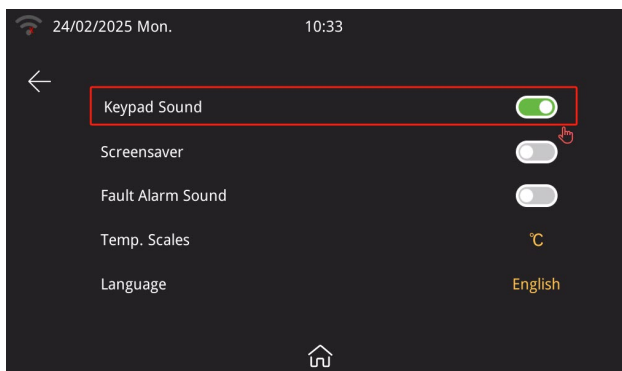 24/02/2025 Mon. 10:33
Keypad Sound
Screensaver
Fault Alarm Sound
Temp. Scales ℃
Language English